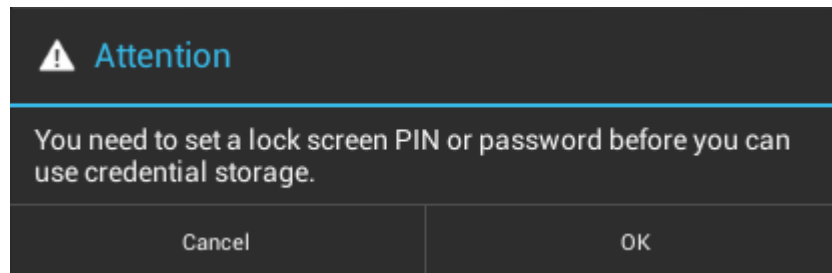 Attention
You need to set a lock screen PIN or password before you can
use credential storage.
Cancel
OK